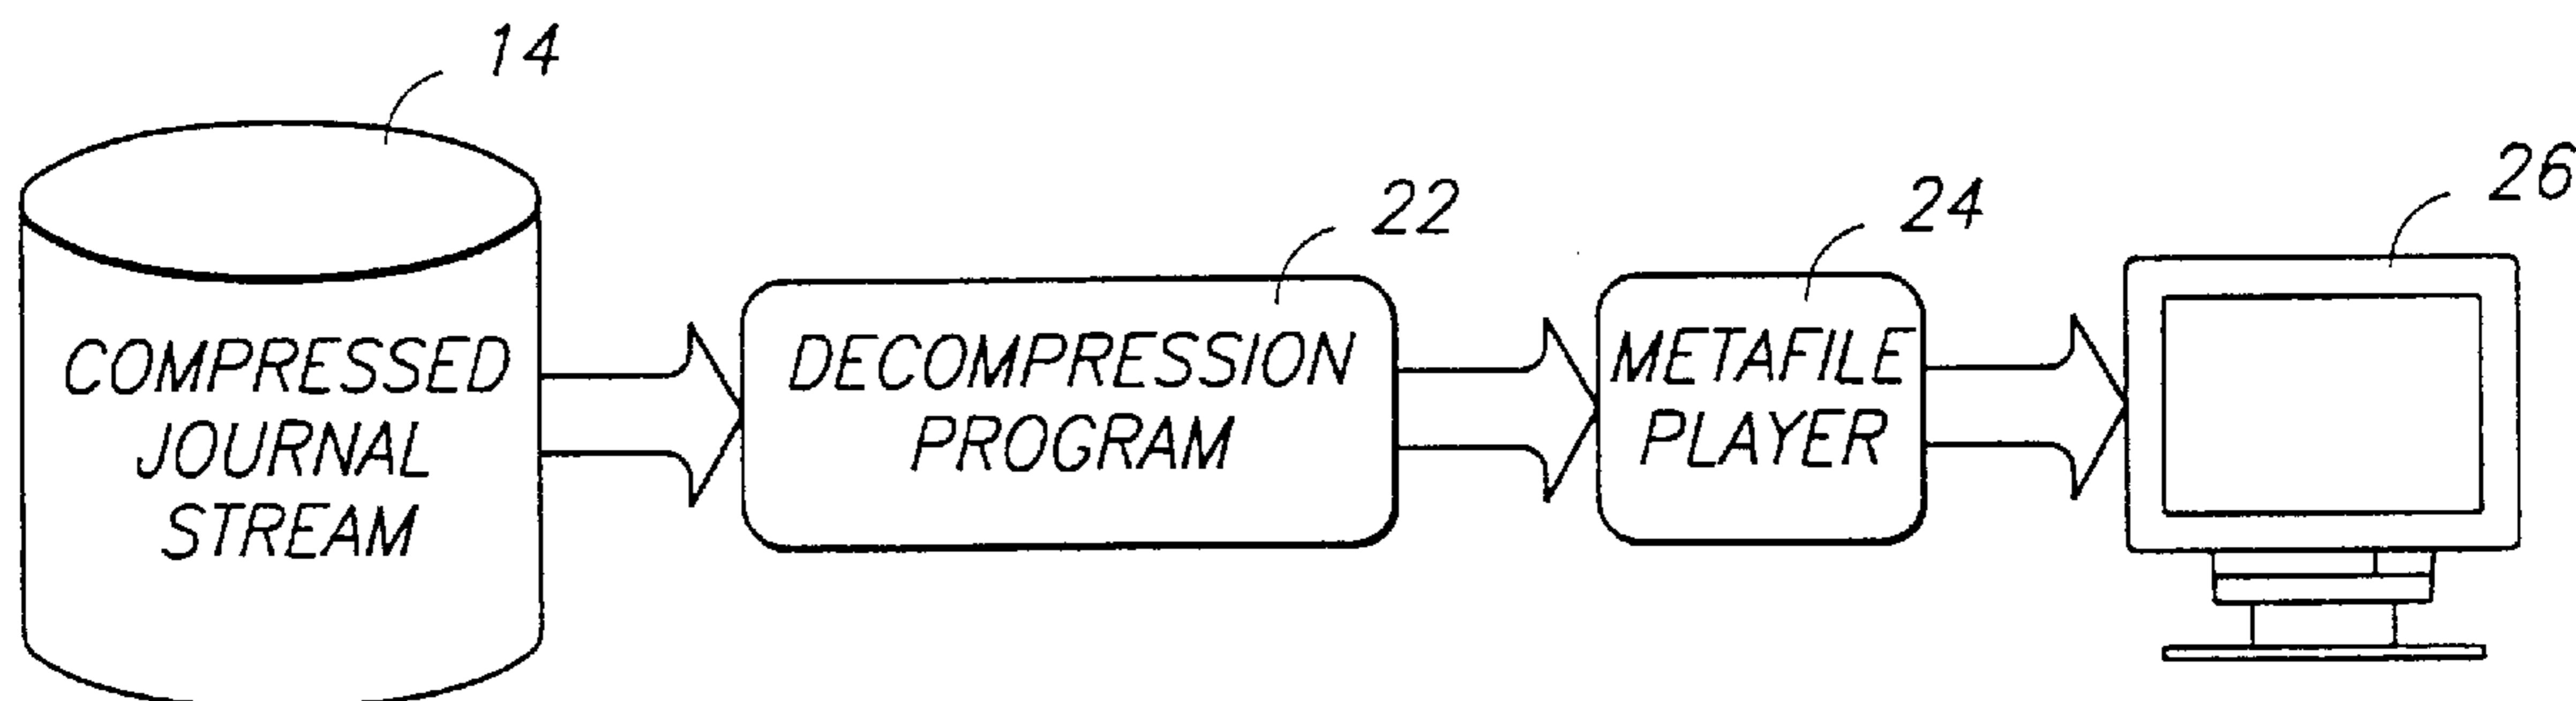 14
COMPRESSED
JOURNAL
STREAM
22
DECOMPRESSION
PROGRAM
24
METAFILE
PLAYER
26